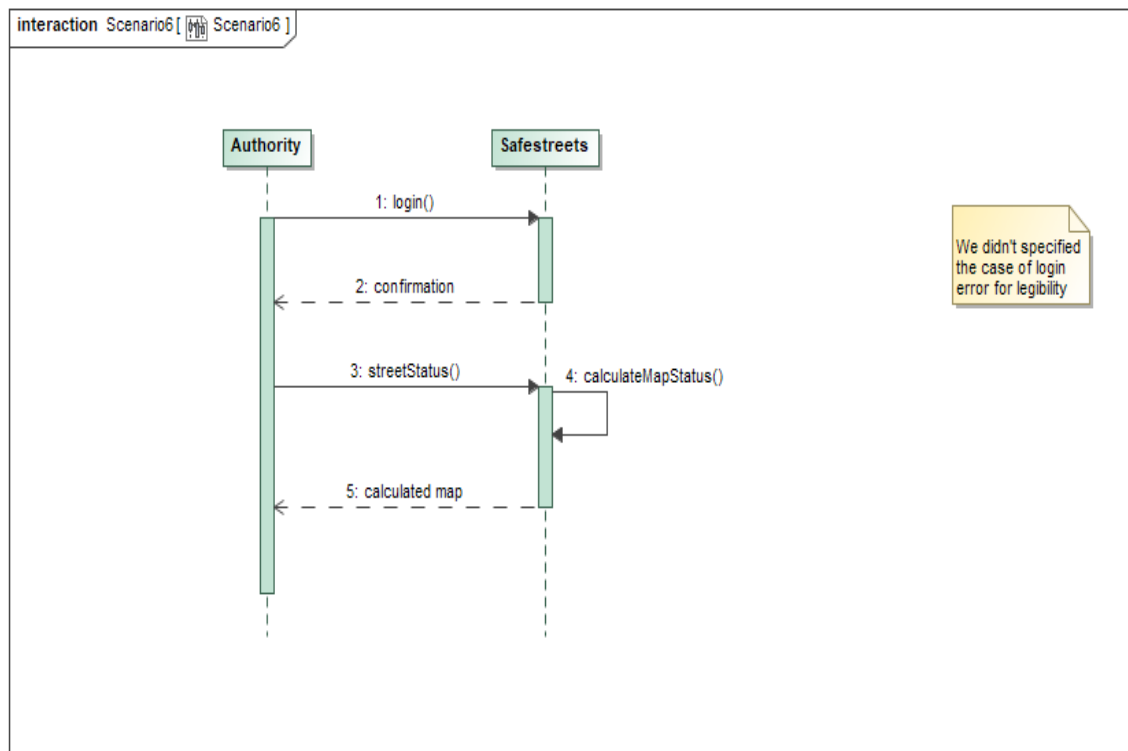 interaction Scenario6 [ Scenario6 ]
Authority
Safestreets
1: login()
We didn't specified
the case of login
error for legibility
2: confirmation
3: streetStatus()
4: calculateMapStatus()
5: calculated map